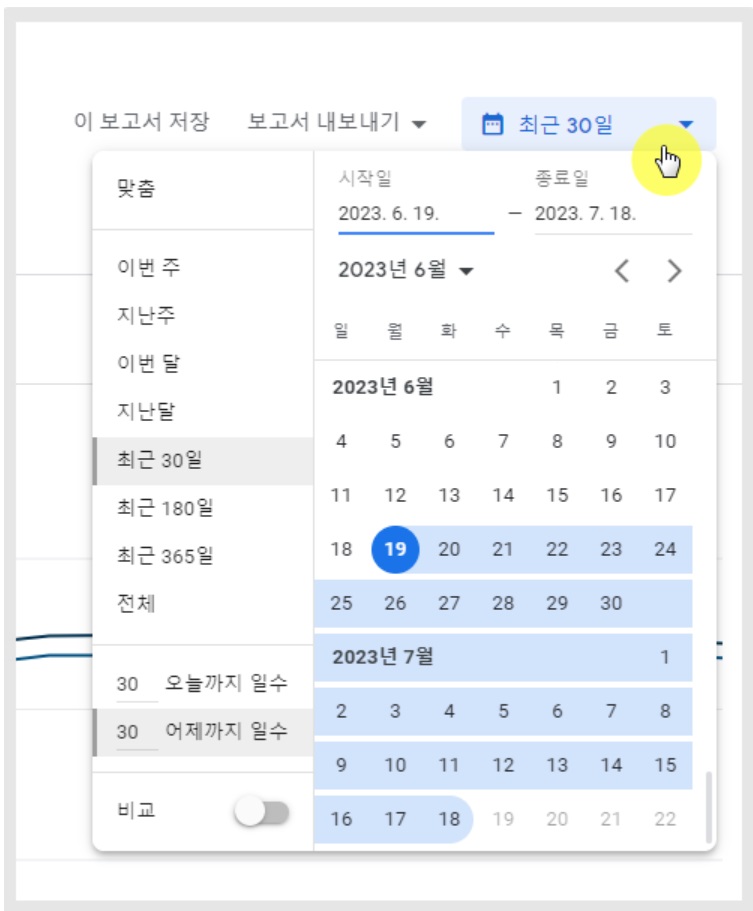 이 보고서 저장 보고서 내보내기 최근 30일
맞춤
이번 주
지난주
이번 달
지난달
최근 30일
최근 180일
최근 365일
전체
30 오늘까지 일수
30 어제까지 일수
비교
시작일 종료일
2023. 6. 19. – 2023. 7. 18.
2023년 6월
일 월 화 수 목 금 토
2023년 6월 1 2 3
4 5 6 7 8 9 10
11 12 13 14 15 16 17
18 19 20 21 22 23 24
25 26 27 28 29 30
2023년 7월 1
2 3 4 5 6 7 8
9 10 11 12 13 14 15
16 17 18 19 20 21 22